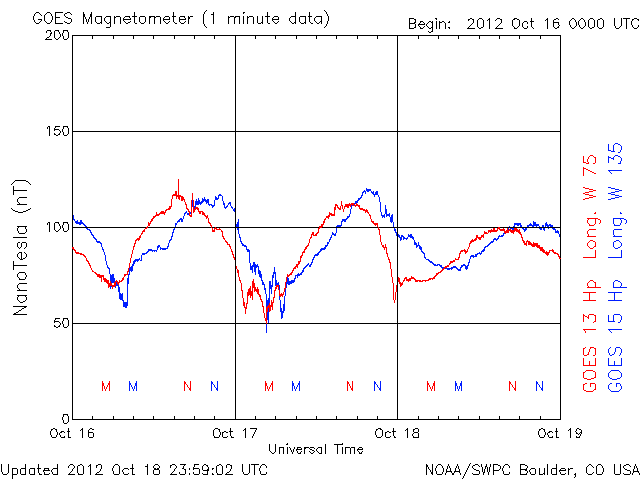 GOES Magnetometer (1 minute data)
Begin: 2012 Oct 16 0000 UTC
200
150
100
50
0
NanoTesla (nT)
M M N N M M N N M M N N
Oct 16 Oct 17 Oct 18 Oct 19
Universal Time
GOES 13 Hp Long. W 75
GOES 15 Hp Long. W 135
Updated 2012 Oct 18 23:59:02 UTC
NOAA/SWPC Boulder, CO USA